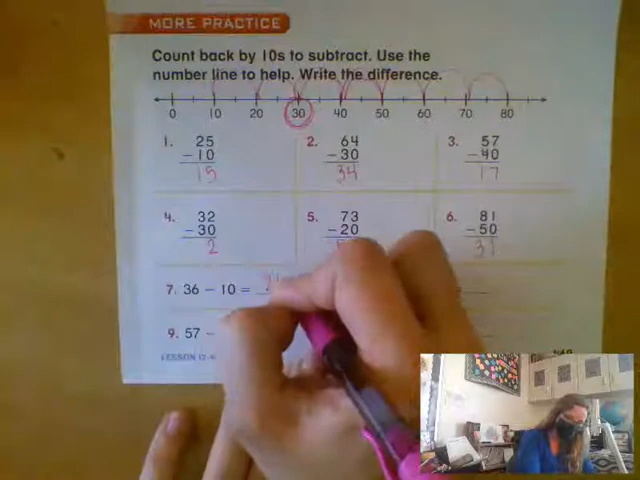 MORE PRACTICE
Count back by 10s to subtract. Use the
number line to help. Write the difference.
0 10 20 30 40 50 60 70 80
1. 25 2. 64 3. 57
-10 -30 -40
15 34 17
4. 32 5. 73 6. 81
-30 -20 -50
2 31
7. 36 - 10 =
9. 57 -
LESSON 12-